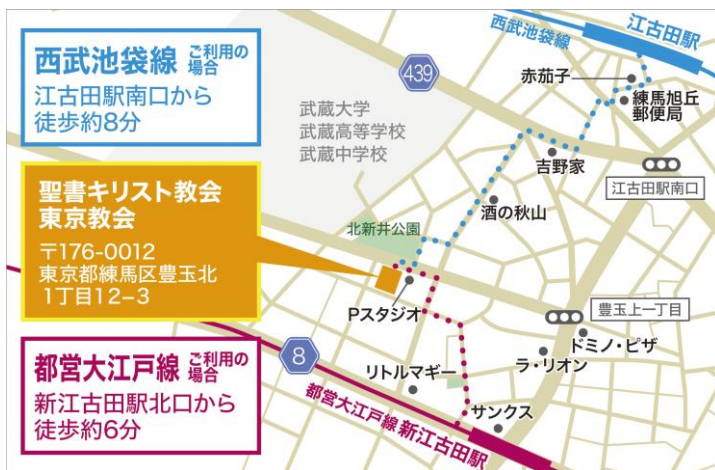 西武池袋線 ご利用の場合
江古田駅南口から
徒歩約8分
聖書キリスト教会
東京教会
〒176-0012
東京都練馬区豊玉北
1丁目12-3
都営大江戸線 ご利用の場合
新江古田駅北口から
徒歩約6分
西武池袋線
江古田駅
439
赤茄子
練馬旭丘
郵便局
武蔵大学
武蔵高等学校
武蔵中学校
吉野家
江古田駅南口
酒の秋山
北新井公園
Pスタジオ
豊玉上一丁目
ドミノ・ピザ
ラ・リオン
8
リトルマギー
サンクス
都営大江戸線 新江古田駅